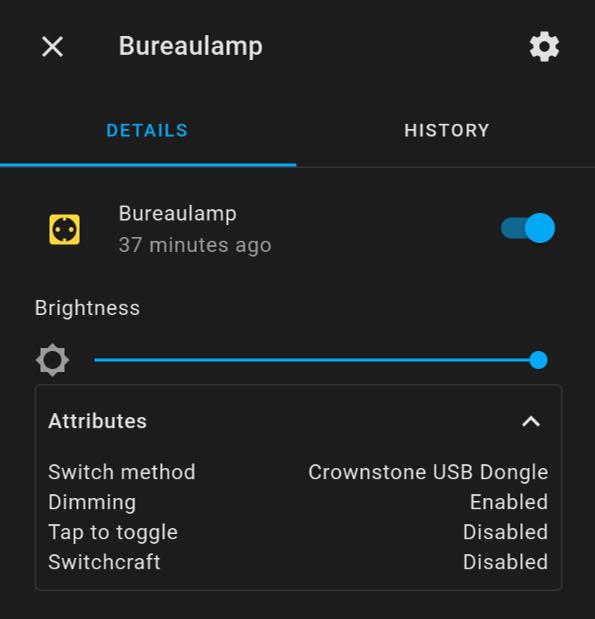 Bureaulamp
DETAILS HISTORY
Bureaulamp
37 minutes ago
Brightness
Attributes
Switch method Crownstone USB Dongle
Dimming Enabled
Tap to toggle Disabled
Switchcraft Disabled